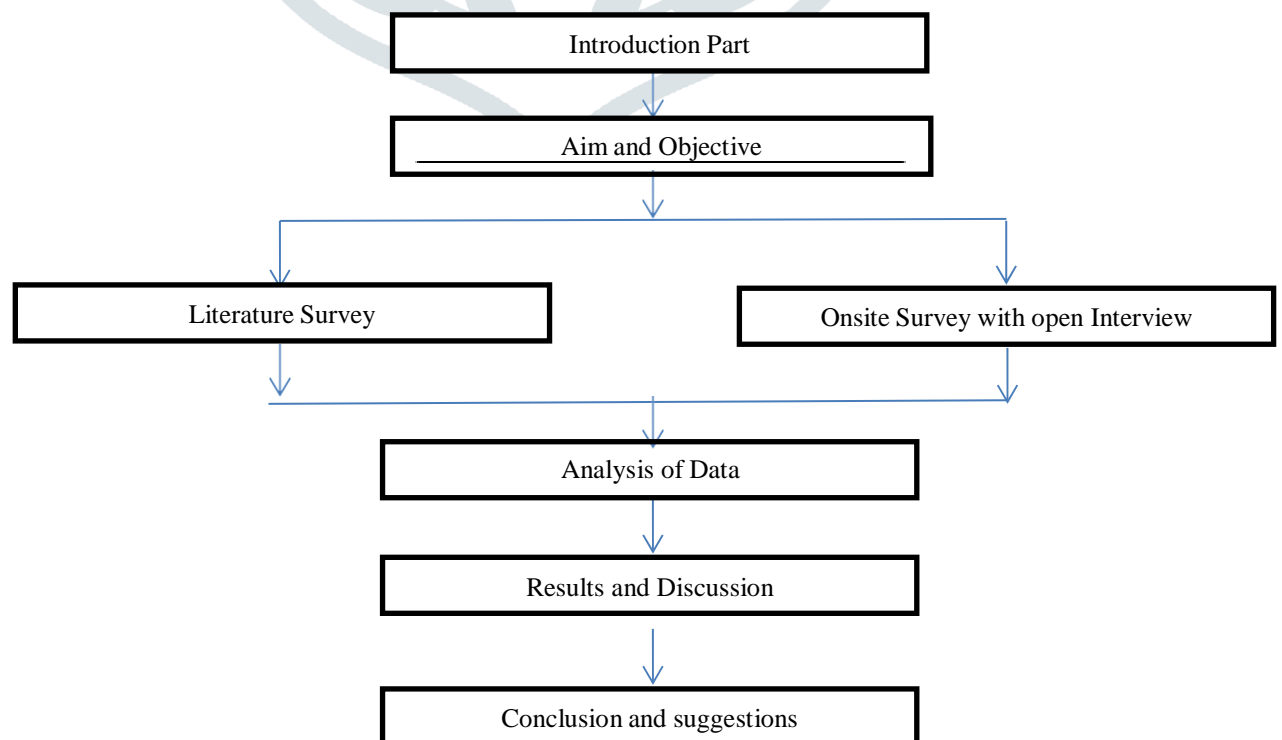 Introduction Part
Aim and Objective
Literature Survey
Onsite Survey with open Interview
Analysis of Data
Results and Discussion
Conclusion and suggestions